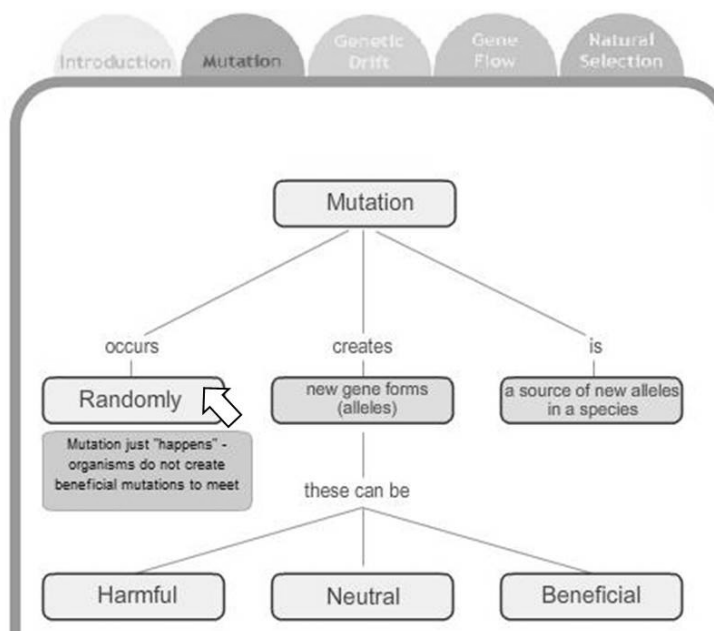 Introduction
Mutation
Genetic
Drift
Gene
Flow
Natural
Selection
Mutation
occurs
creates
is
Randomly
new gene forms
(alleles)
a source of new alleles
in a species
Mutation just "happens" -
organisms do not create
beneficial mutations to meet
these can be
Harmful
Neutral
Beneficial